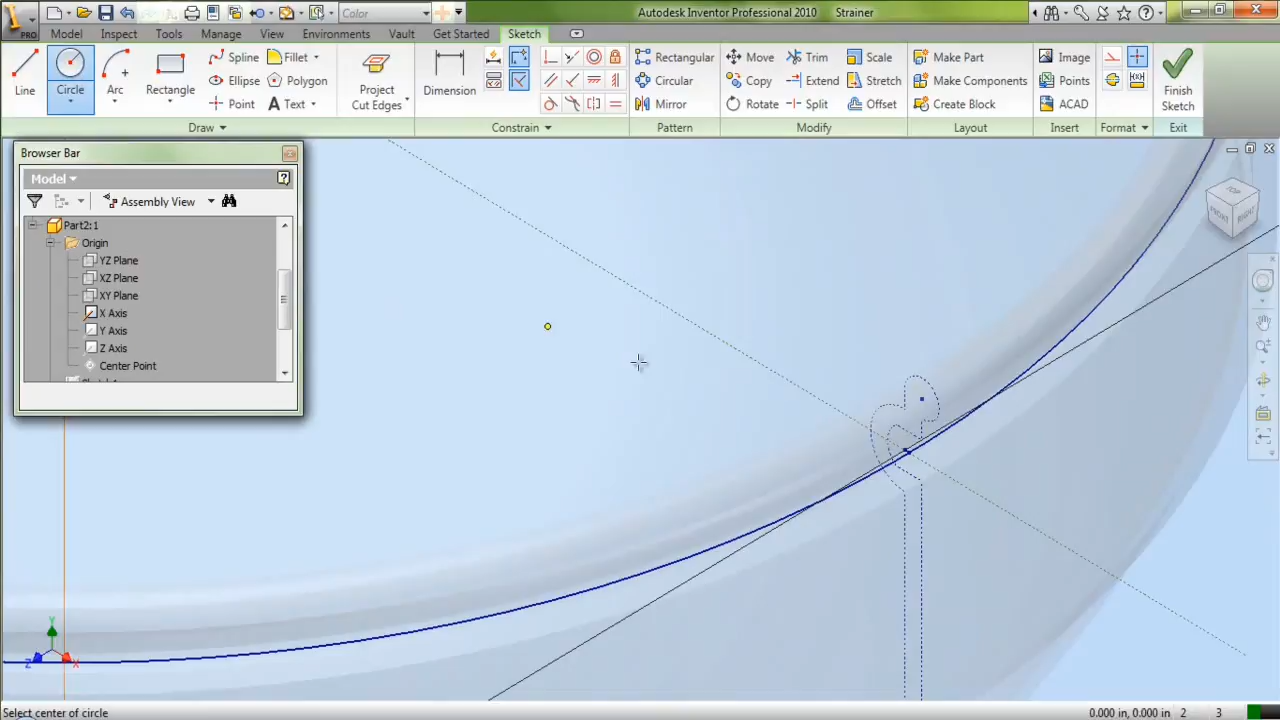 Color
Autodesk Inventor Professional 2010 Strainer
PRO Model Inspect Tools Manage View Environments Vault Get Started Sketch
Line Circle Arc Rectangle
Spline Fillet
Ellipse Polygon
Point Text
Project Cut Edges
Dimension
Rectangular
Circular
Mirror
Move Trim Scale
Copy Extend Stretch
Rotate Split Offset
Make Part
Make Components
Create Block
Image
Points
ACAD
Finish Sketch
Draw Constrain Pattern Modify Layout Insert Format Exit
Browser Bar
Model
Assembly View
Part2:1
Origin
YZ Plane
XZ Plane
XY Plane
X Axis
Y Axis
Z Axis
Center Point
TOP
FRONT
RIGHT
Y
Z
X
Select center of circle
0.000 in, 0.000 in 2 3